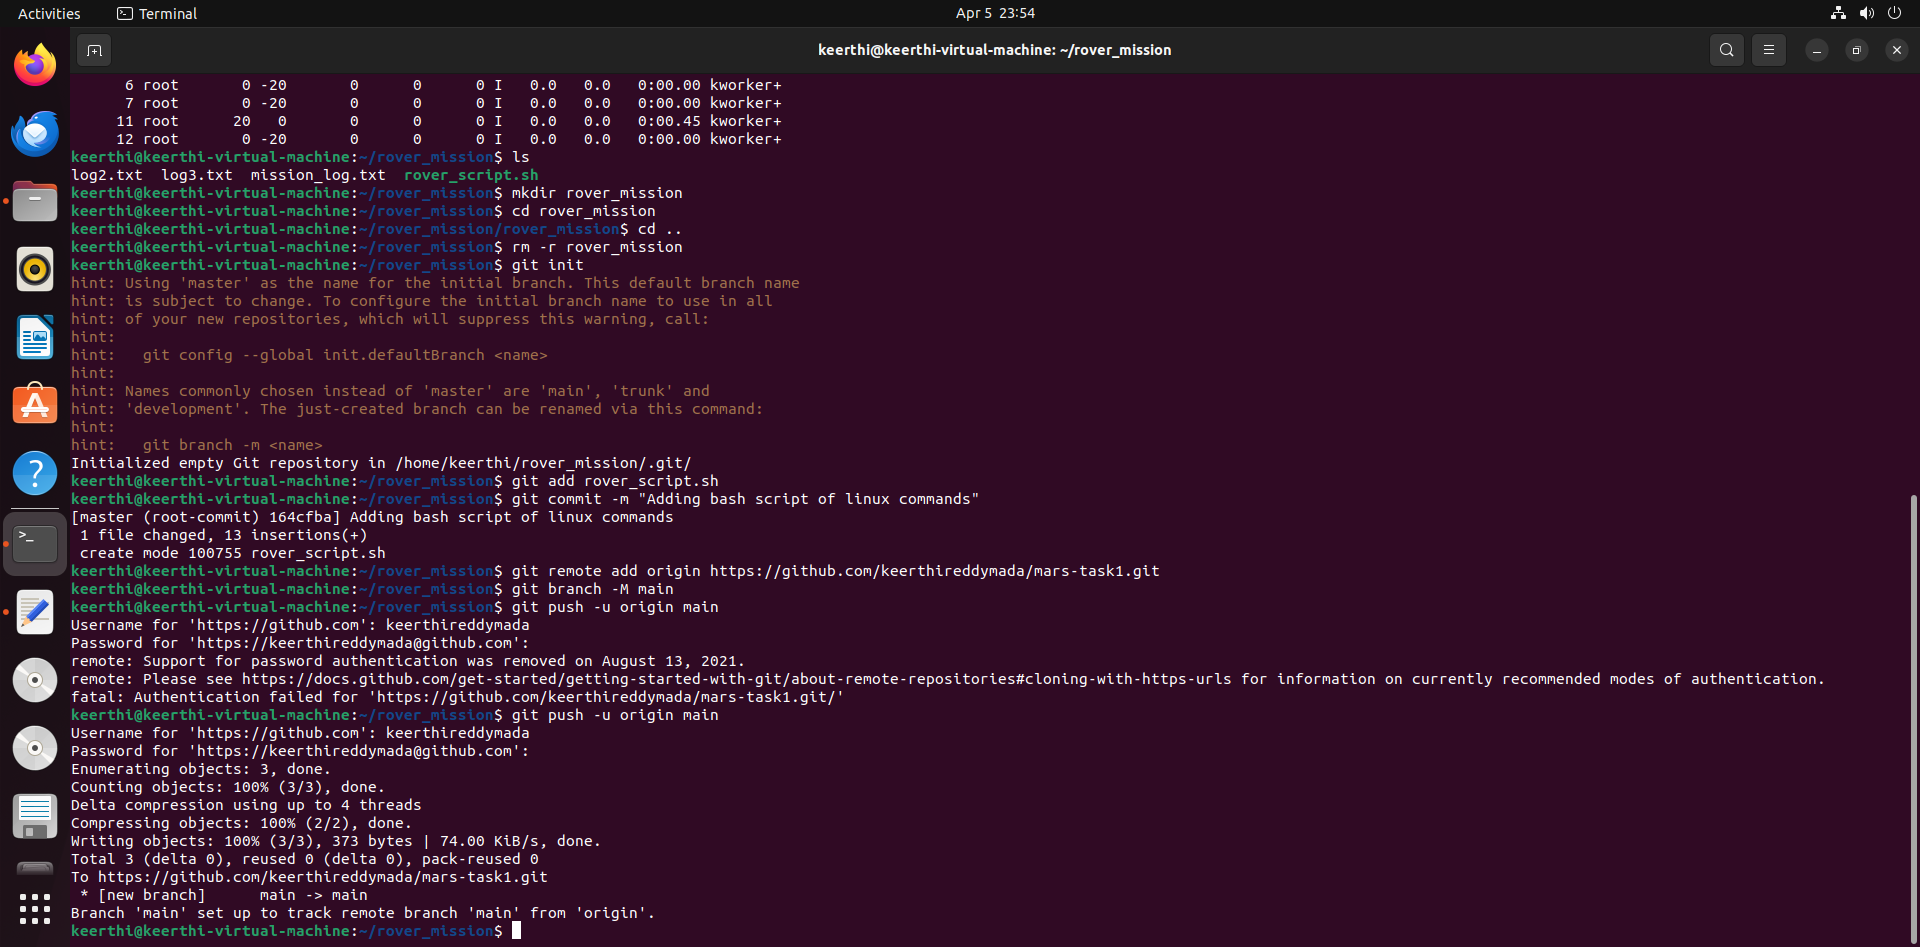 Activities
Terminal
Apr 5 23:54
keerthi@keerthi-virtual-machine: ~/rover_mission
      6 root       0 -20       0      0      0 I   0.0   0.0   0:00.00 kworker+
      7 root       0 -20       0      0      0 I   0.0   0.0   0:00.00 kworker+
     11 root      20   0       0      0      0 I   0.0   0.0   0:00.45 kworker+
     12 root       0 -20       0      0      0 I   0.0   0.0   0:00.00 kworker+
keerthi@keerthi-virtual-machine:~/rover_mission$ ls
log2.txt  log3.txt  mission_log.txt  rover_script.sh
keerthi@keerthi-virtual-machine:~/rover_mission$ mkdir rover_mission
keerthi@keerthi-virtual-machine:~/rover_mission$ cd rover_mission
keerthi@keerthi-virtual-machine:~/rover_mission/rover_mission$ cd ..
keerthi@keerthi-virtual-machine:~/rover_mission$ rm -r rover_mission
keerthi@keerthi-virtual-machine:~/rover_mission$ git init
hint: Using 'master' as the name for the initial branch. This default branch name
hint: is subject to change. To configure the initial branch name to use in all
hint: of your new repositories, which will suppress this warning, call:
hint:
hint:   git config --global init.defaultBranch <name>
hint:
hint: Names commonly chosen instead of 'master' are 'main', 'trunk' and
hint: 'development'. The just-created branch can be renamed via this command:
hint:
hint:   git branch -m <name>
Initialized empty Git repository in /home/keerthi/rover_mission/.git/
keerthi@keerthi-virtual-machine:~/rover_mission$ git add rover_script.sh
keerthi@keerthi-virtual-machine:~/rover_mission$ git commit -m "Adding bash script of linux commands"
[master (root-commit) 164cfba] Adding bash script of linux commands
 1 file changed, 13 insertions(+)
 create mode 100755 rover_script.sh
keerthi@keerthi-virtual-machine:~/rover_mission$ git remote add origin https://github.com/keerthireddymada/mars-task1.git
keerthi@keerthi-virtual-machine:~/rover_mission$ git branch -M main
keerthi@keerthi-virtual-machine:~/rover_mission$ git push -u origin main
Username for 'https://github.com': keerthireddymada
Password for 'https://keerthireddymada@github.com':
remote: Support for password authentication was removed on August 13, 2021.
remote: Please see https://docs.github.com/get-started/getting-started-with-git/about-remote-repositories#cloning-with-https-urls for information on currently recommended modes of authentication.
fatal: Authentication failed for 'https://github.com/keerthireddymada/mars-task1.git/'
keerthi@keerthi-virtual-machine:~/rover_mission$ git push -u origin main
Username for 'https://github.com': keerthireddymada
Password for 'https://keerthireddymada@github.com':
Enumerating objects: 3, done.
Counting objects: 100% (3/3), done.
Delta compression using up to 4 threads
Compressing objects: 100% (2/2), done.
Writing objects: 100% (3/3), 373 bytes | 74.00 KiB/s, done.
Total 3 (delta 0), reused 0 (delta 0), pack-reused 0
To https://github.com/keerthireddymada/mars-task1.git
 * [new branch]      main -> main
Branch 'main' set up to track remote branch 'main' from 'origin'.
keerthi@keerthi-virtual-machine:~/rover_mission$